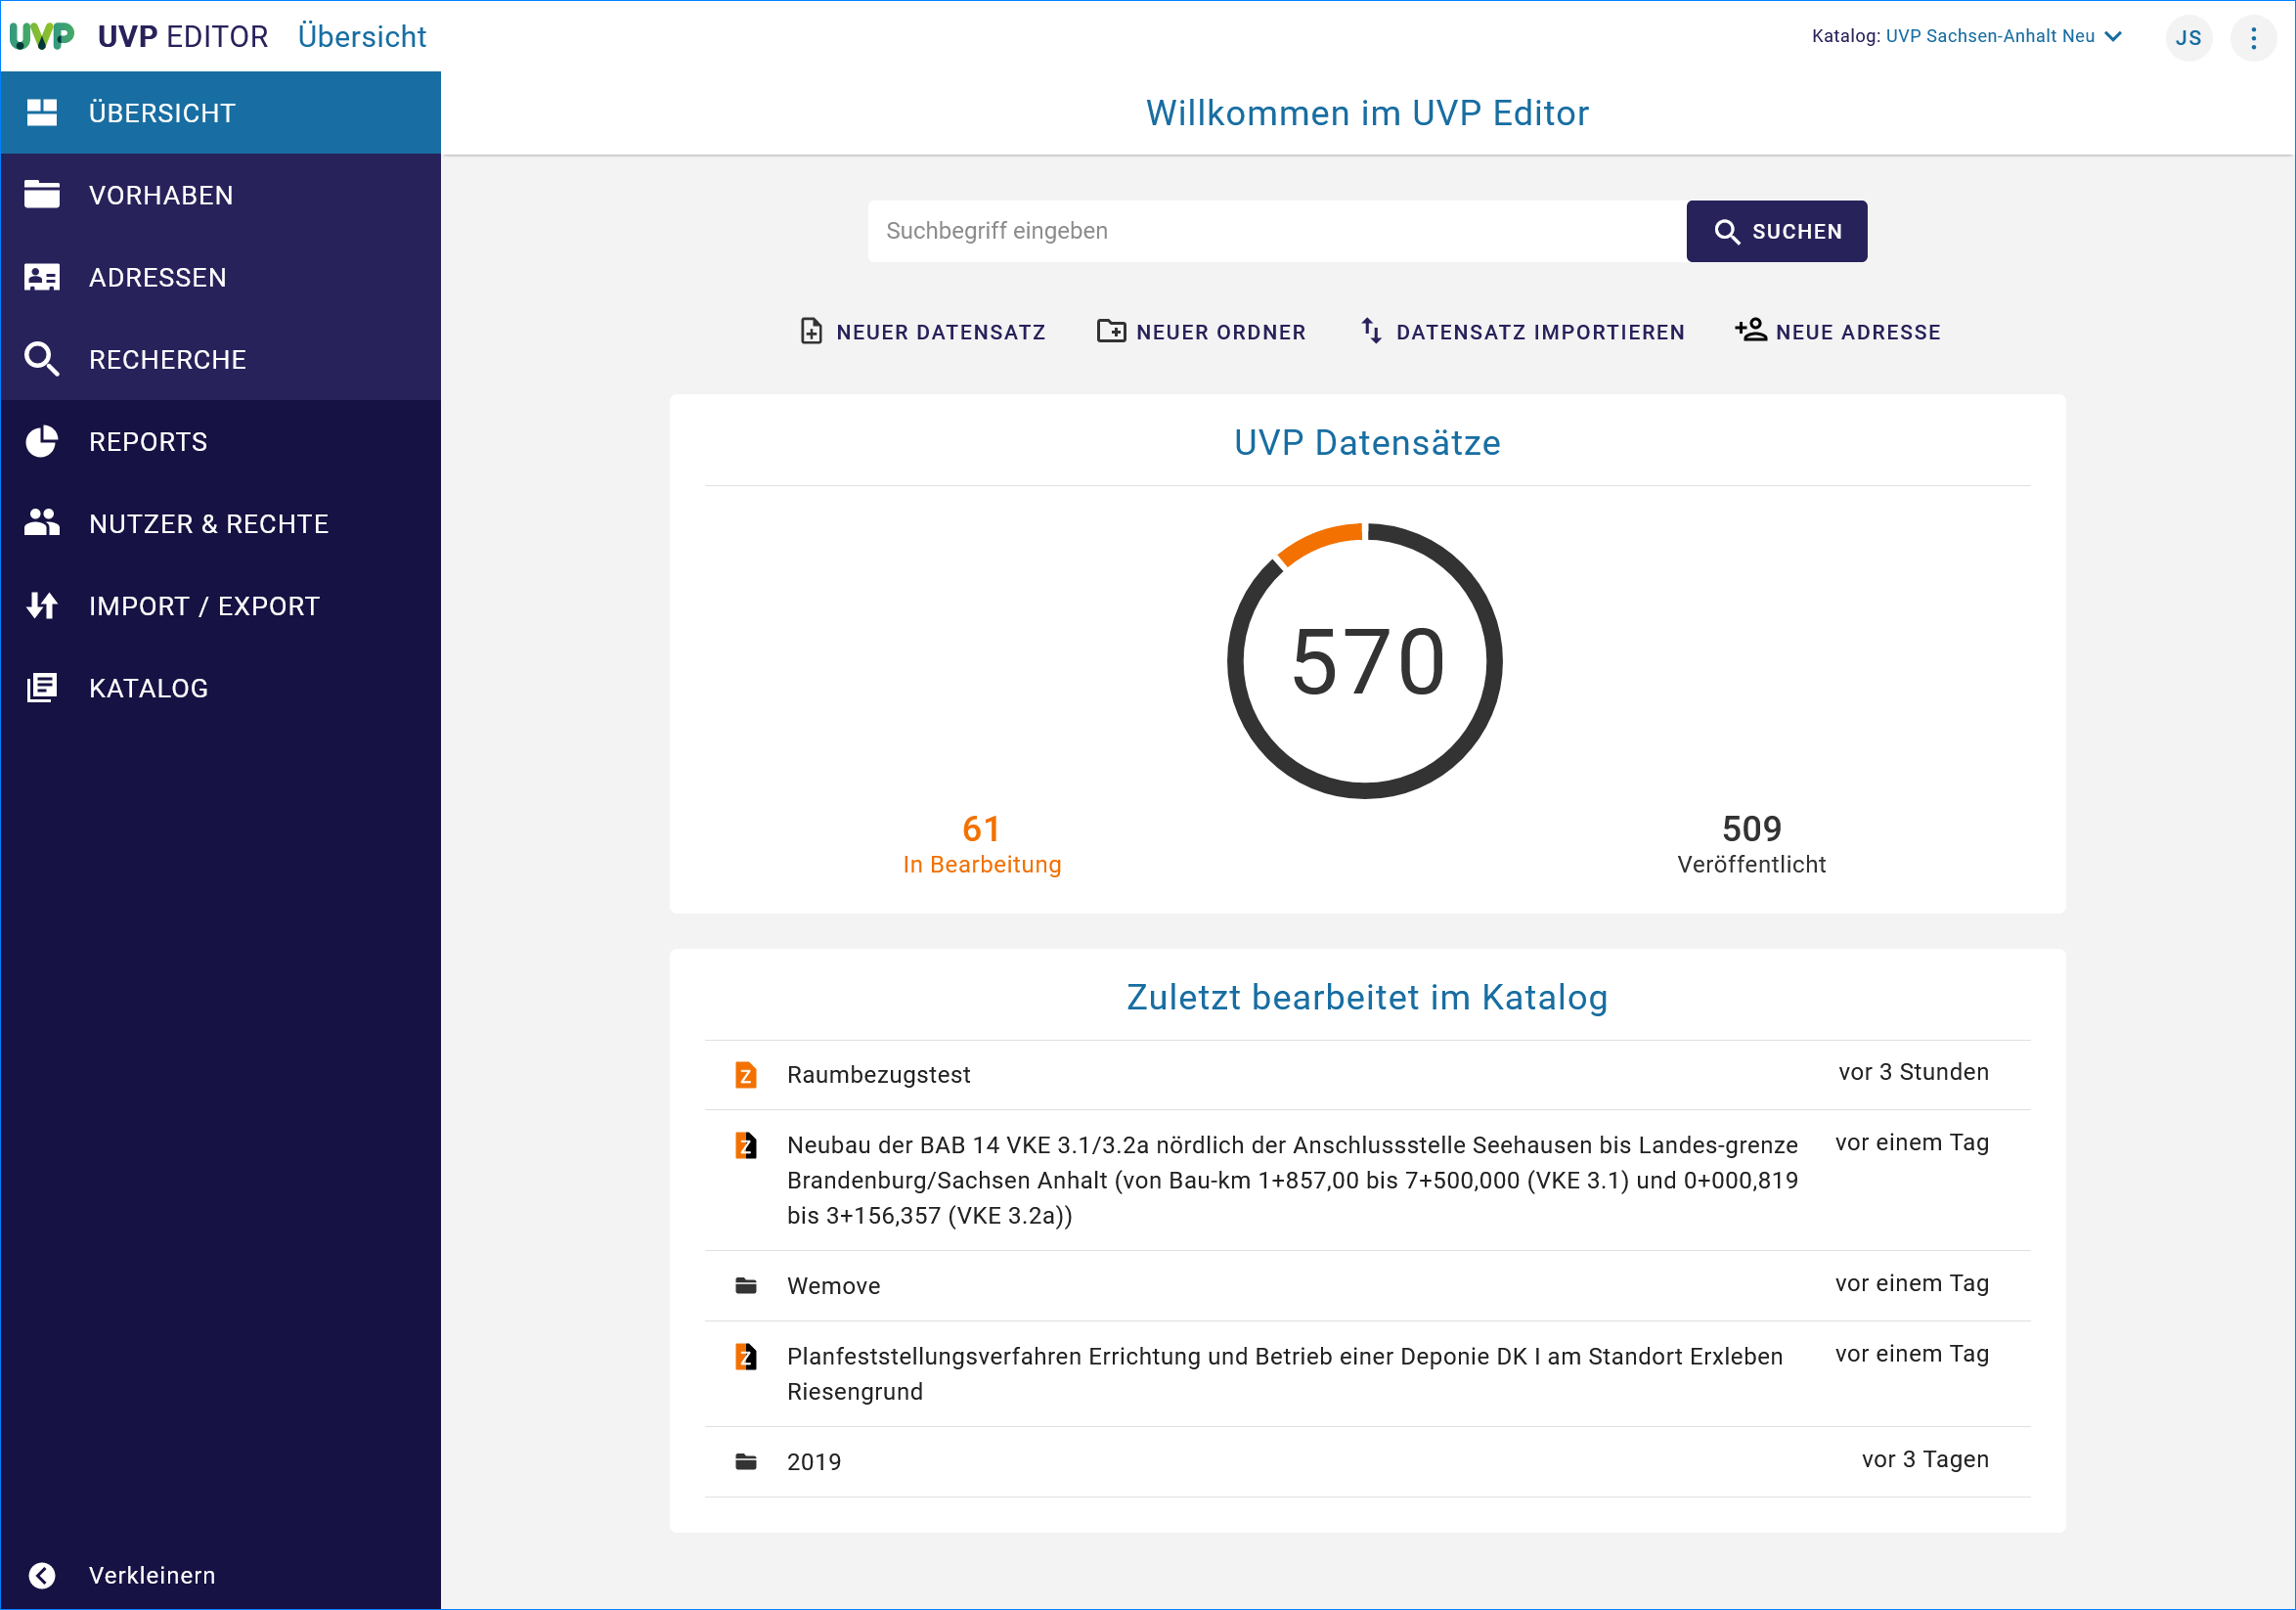 UVP UVP EDITOR Übersicht
Katalog: UVP Sachsen-Anhalt Neu
JS
ÜBERSICHT
VORHABEN
ADRESSEN
RECHERCHE
REPORTS
NUTZER & RECHTE
IMPORT / EXPORT
KATALOG
Verkleinern
Willkommen im UVP Editor
Suchbegriff eingeben
SUCHEN
NEUER DATENSATZ
NEUER ORDNER
DATENSATZ IMPORTIEREN
NEUE ADRESSE
UVP Datensätze
570
61
In Bearbeitung
509
Veröffentlicht
Zuletzt bearbeitet im Katalog
Z Raumbezugstest vor 3 Stunden
Z Neubau der BAB 14 VKE 3.1/3.2a nördlich der Anschlussstelle Seehausen bis Landes-grenze vor einem Tag
Brandenburg/Sachsen Anhalt (von Bau-km 1+857,00 bis 7+500,000 (VKE 3.1) und 0+000,819
bis 3+156,357 (VKE 3.2a))
Wemove vor einem Tag
Z Planfeststellungsverfahren Errichtung und Betrieb einer Deponie DK I am Standort Erxleben vor einem Tag
Riesengrund
2019 vor 3 Tagen